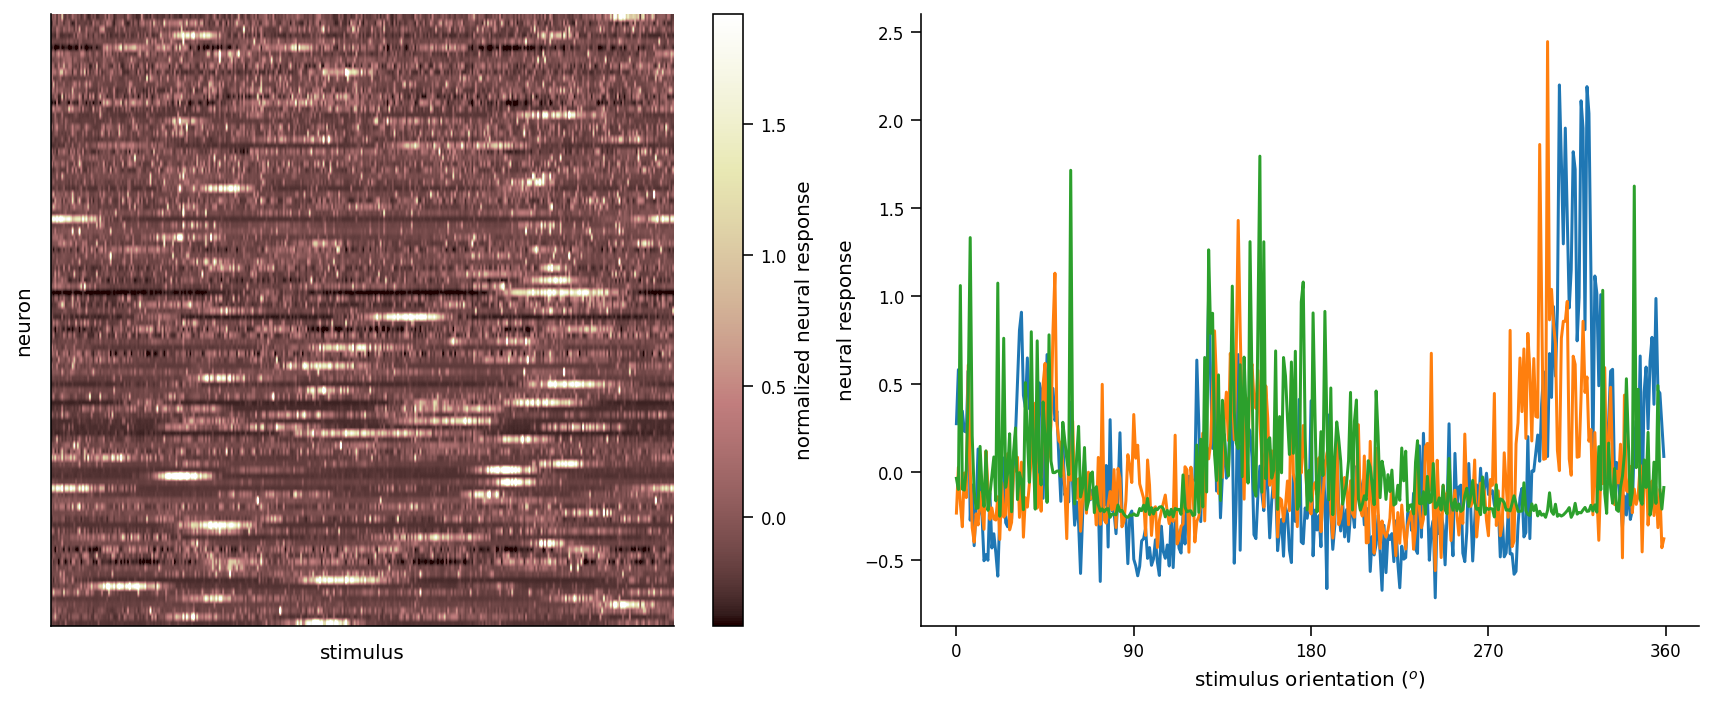 neuron
stimulus
1.5
1.0
0.5
0.0
normalized neural response
neural response
2.5
2.0
1.5
1.0
0.5
0.0
−0.5
0 90 180 270 360
stimulus orientation (°)